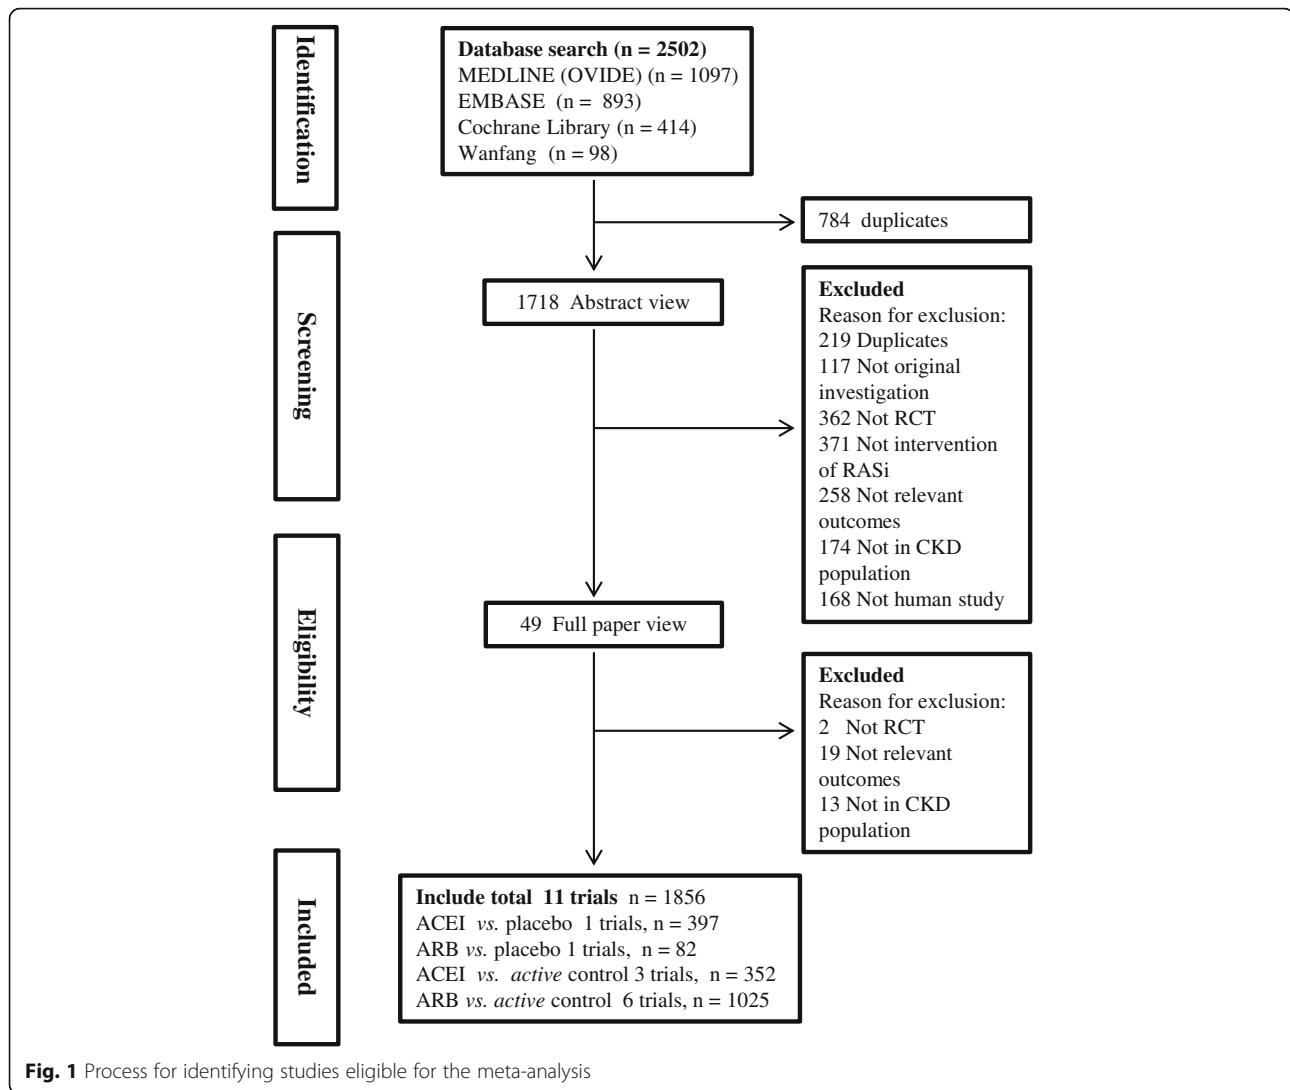 Identification
Database search (n = 2502)
MEDLINE (OVIDE) (n = 1097)
EMBASE (n = 893)
Cochrane Library (n = 414)
Wanfang (n = 98)
784 duplicates
Screening
1718 Abstract view
Excluded
Reason for exclusion:
219 Duplicates
117 Not original
investigation
362 Not RCT
371 Not intervention
of RASi
258 Not relevant
outcomes
174 Not in CKD
population
168 Not human study
Eligibility
49 Full paper view
Excluded
Reason for exclusion:
2 Not RCT
19 Not relevant
outcomes
13 Not in CKD
population
Included
Include total 11 trials n = 1856
ACEI vs. placebo 1 trials, n = 397
ARB vs. placebo 1 trials, n = 82
ACEI vs. active control 3 trials, n = 352
ARB vs. active control 6 trials, n = 1025
Fig. 1 Process for identifying studies eligible for the meta-analysis